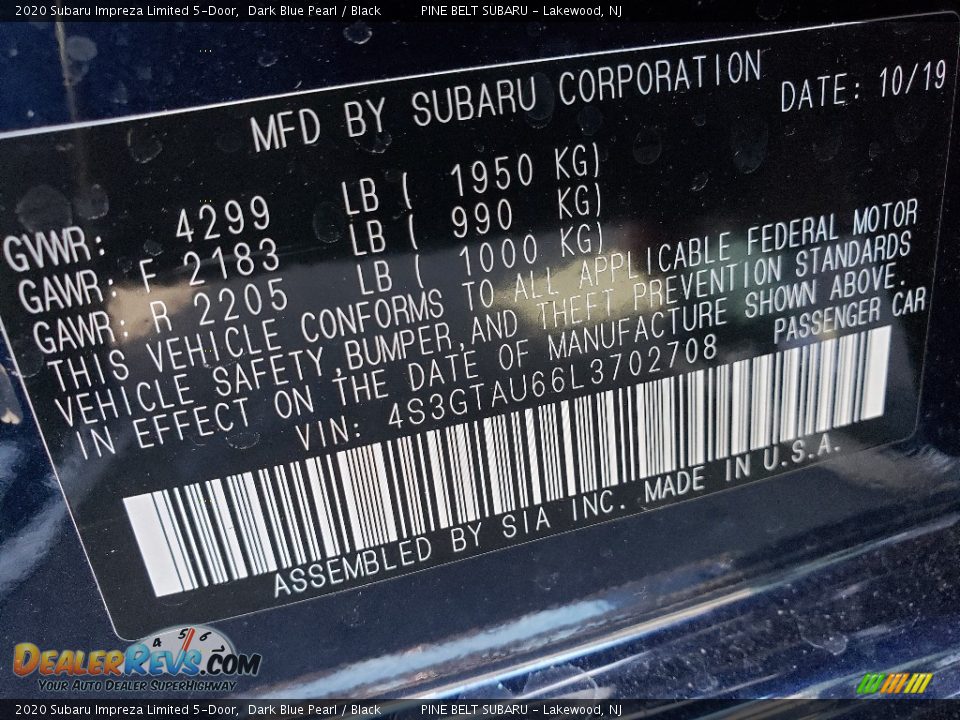 2020 Subaru Impreza Limited 5-Door, Dark Blue Pearl / Black PINE BELT SUBARU - Lakewood, NJ
MFD BY SUBARU CORPORATION DATE: 10/19
GVWR: 4299 LB ( 1950 KG)
GAWR: F 2183 LB ( 990 KG)
GAWR: R 2205 LB ( 1000 KG)
THIS VEHICLE CONFORMS TO ALL APPLICABLE FEDERAL MOTOR
VEHICLE SAFETY,BUMPER,AND THEFT PREVENTION STANDARDS
IN EFFECT ON THE DATE OF MANUFACTURE SHOWN ABOVE.
VIN: 4S3GTAU66L3702708 PASSENGER CAR
ASSEMBLED BY SIA INC. MADE IN U.S.A.
4 5 6
DEALERREVS.COM
YOUR AUTO DEALER SUPERHIGHWAY
2020 Subaru Impreza Limited 5-Door, Dark Blue Pearl / Black PINE BELT SUBARU - Lakewood, NJ